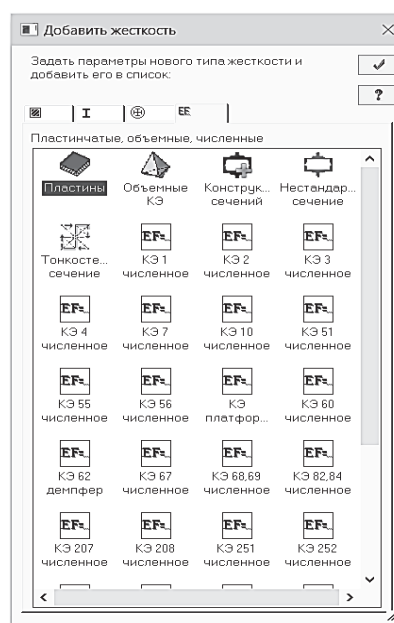 Добавить жесткость
Задать параметры нового типа жесткости и
добавить его в список:
?
EF
Пластинчатые, объемные, численные
Пластины Объемные КЭ Конструк... сечений Нестандар... сечение
Тонкосте... сечение КЭ 1 численное КЭ 2 численное КЭ 3 численное
КЭ 4 численное КЭ 7 численное КЭ 10 численное КЭ 51 численное
КЭ 55 численное КЭ 56 численное КЭ платфор... КЭ 60 численное
КЭ 62 демпфер КЭ 67 численное КЭ 68,69 численное КЭ 82,84 численное
КЭ 207 численное КЭ 208 численное КЭ 251 численное КЭ 252 численное